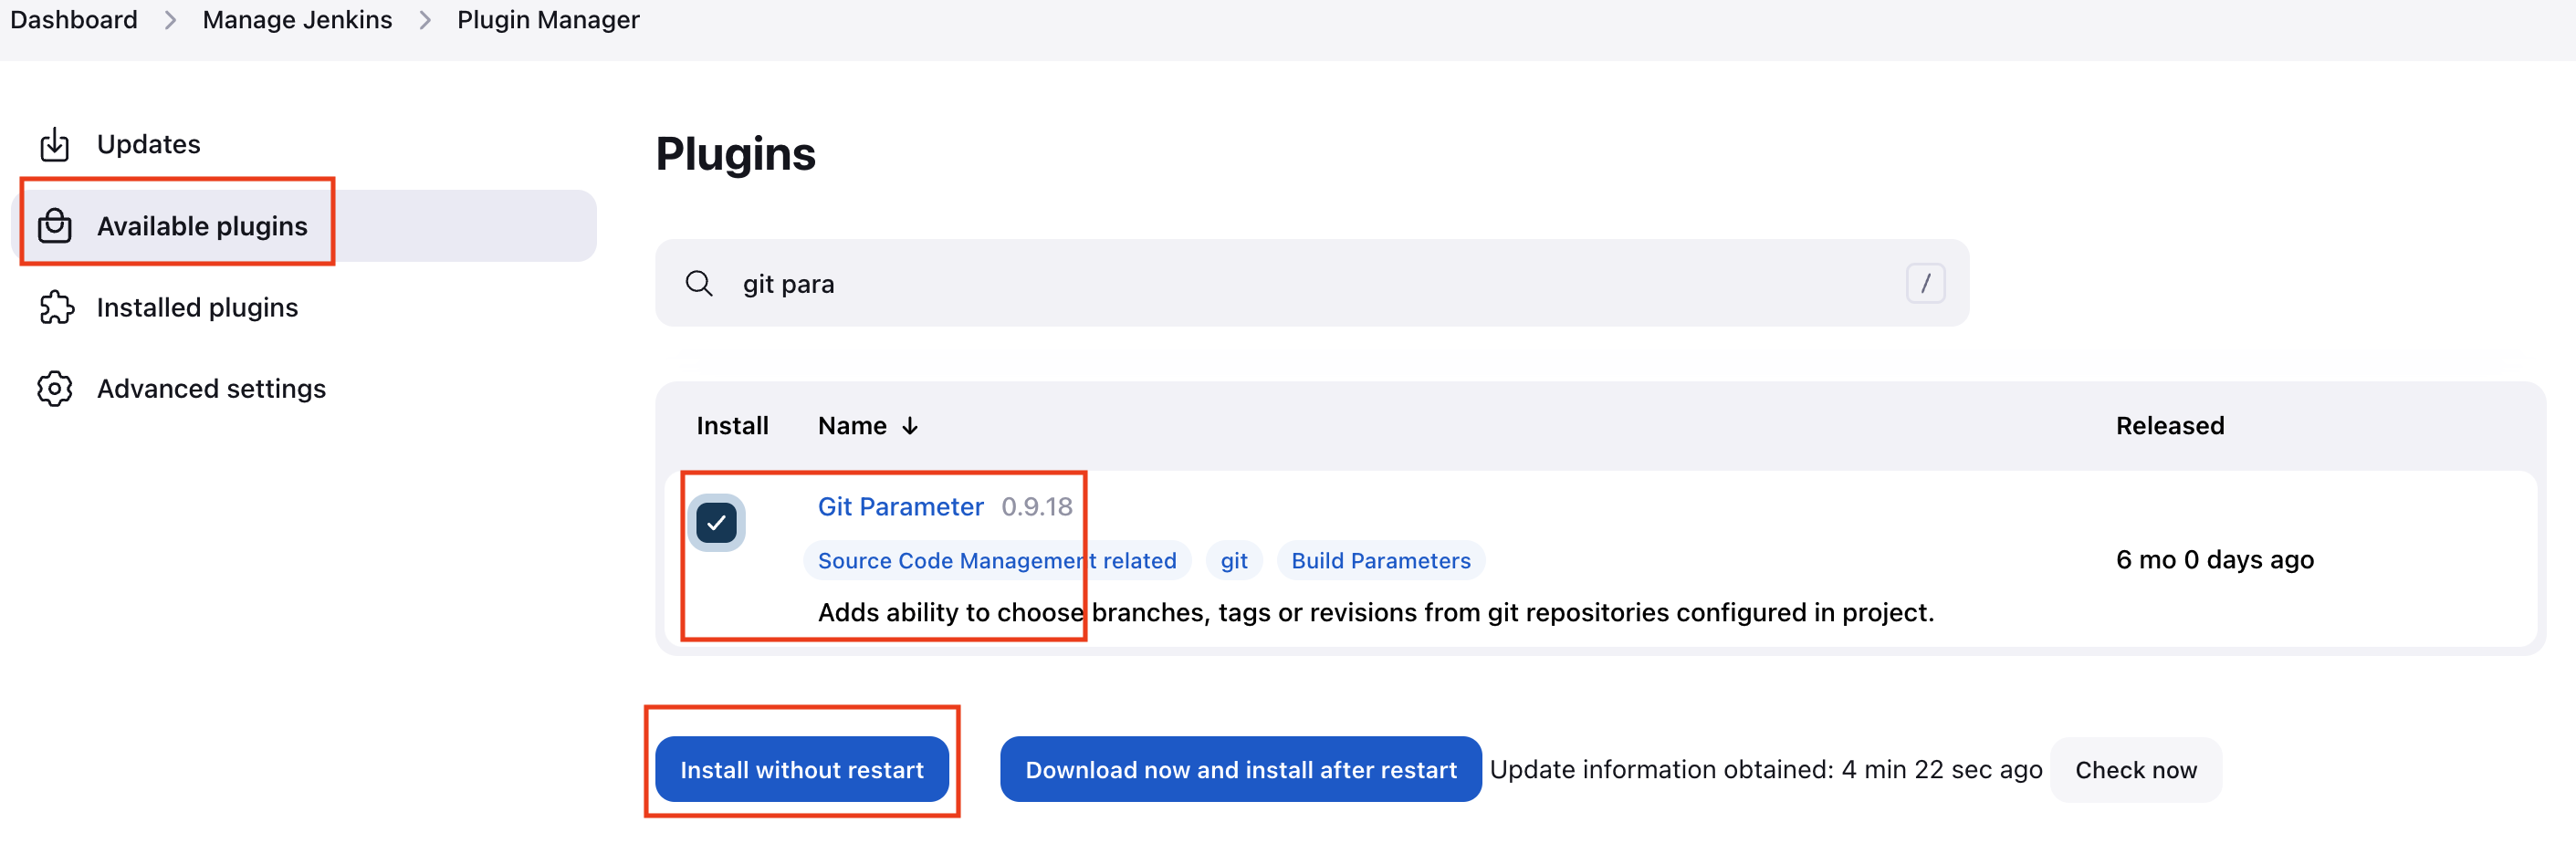 Dashboard > Manage Jenkins > Plugin Manager
Updates
Available plugins
Installed plugins
Advanced settings
Plugins
git para /
Install Name ↓ Released
Git Parameter 0.9.18
Source Code Management related git Build Parameters
6 mo 0 days ago
Adds ability to choose branches, tags or revisions from git repositories configured in project.
Install without restart Download now and install after restart Update information obtained: 4 min 22 sec ago Check now